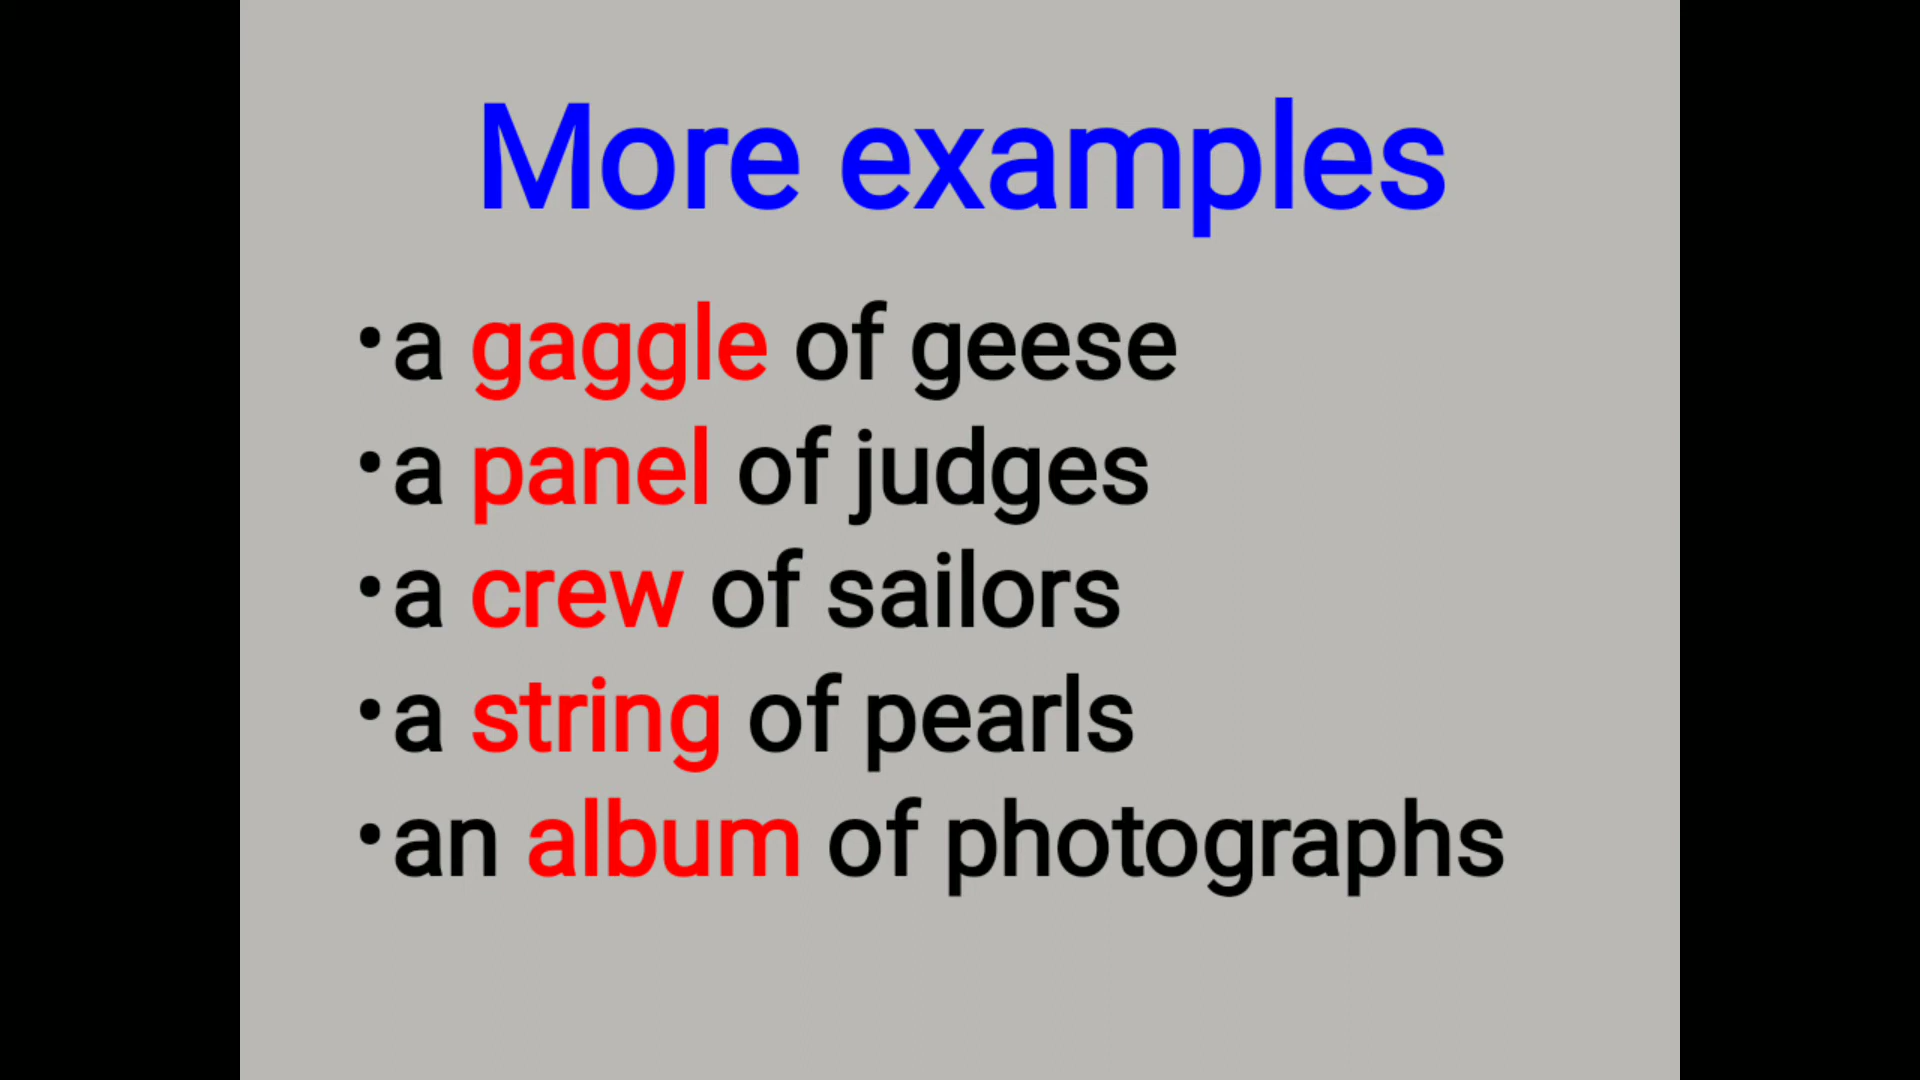 More examples
•a gaggle of geese
•a panel of judges
•a crew of sailors
•a string of pearls
•an album of photographs